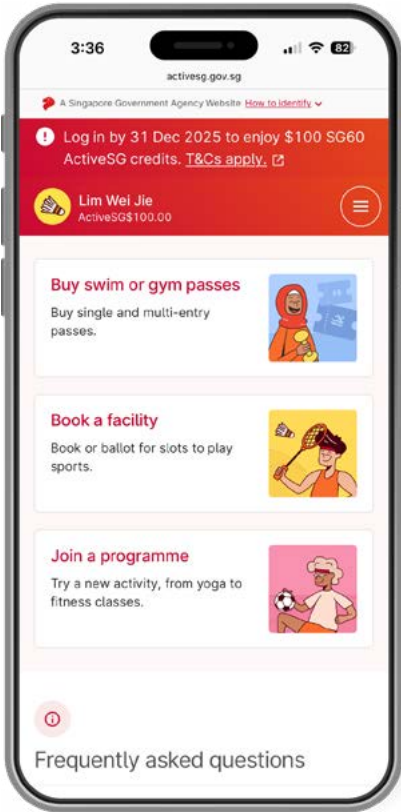 3:36
82
activesg.gov.sg
A Singapore Government Agency Website How to identify
Log in by 31 Dec 2025 to enjoy $100 SG60
ActiveSG credits. T&Cs apply.
Lim Wei Jie
ActiveSG$100.00
Buy swim or gym passes
Buy single and multi-entry
passes.
Book a facility
Book or ballot for slots to play
sports.
Join a programme
Try a new activity, from yoga to
fitness classes.
Frequently asked questions